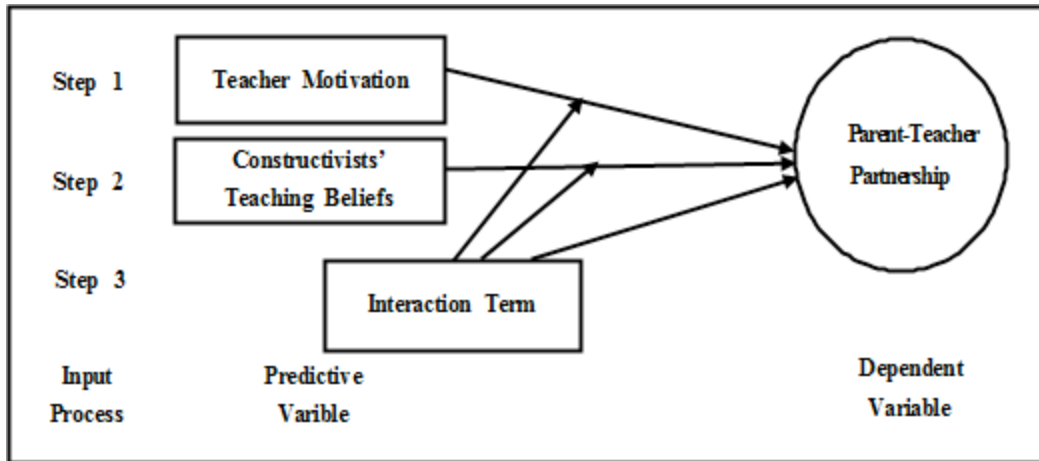 Step 1
Teacher Motivation
Parent-Teacher
Partnership
Step 2
Constructivists'
Teaching Beliefs
Step 3
Interaction Term
Input
Process
Predictive
Varible
Dependent
Variable